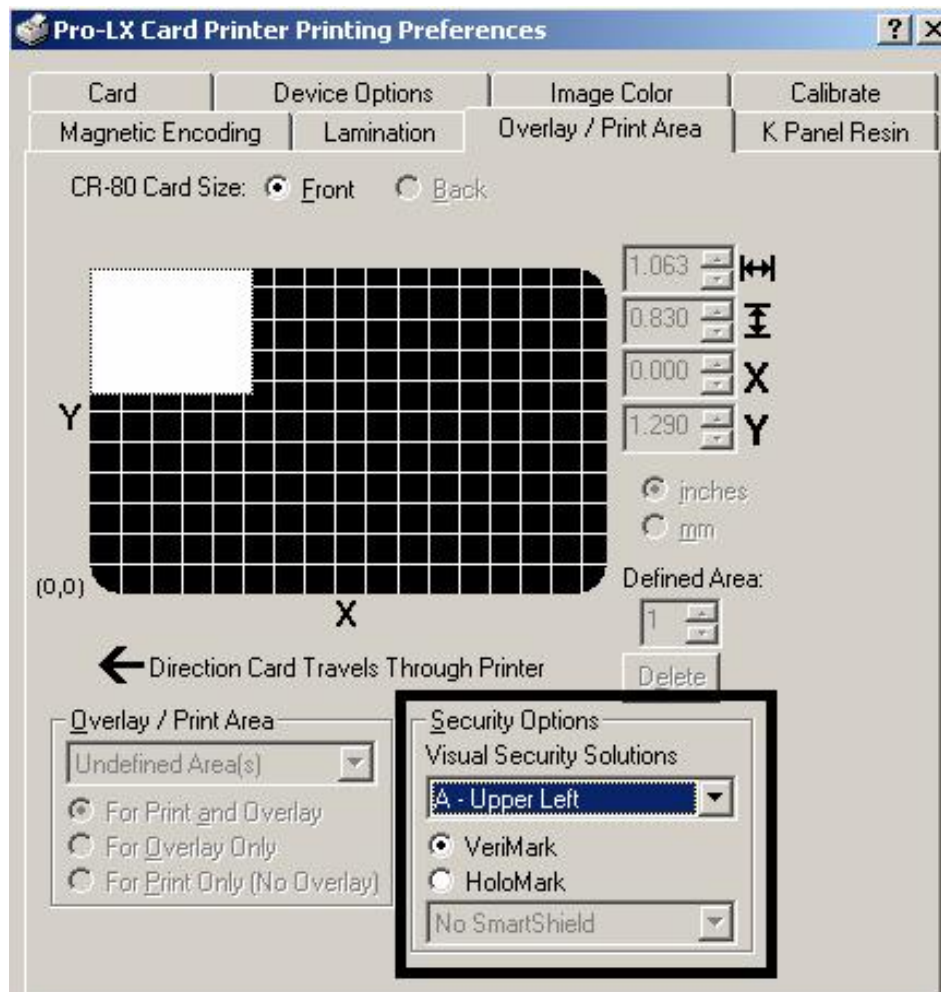 Pro-LX Card Printer Printing Preferences
Card Device Options Image Color Calibrate
Magnetic Encoding Lamination Overlay / Print Area K Panel Resin
CR-80 Card Size: Front Back
1.063
0.830
0.000 X
Y 1.290 Y
inches
mm
(0,0) Defined Area:
X 1
Direction Card Travels Through Printer Delete
Overlay / Print Area
Undefined Area(s)
For Print and Overlay
For Overlay Only
For Print Only (No Overlay)
Security Options
Visual Security Solutions
A - Upper Left
VeriMark
HoloMark
No SmartShield